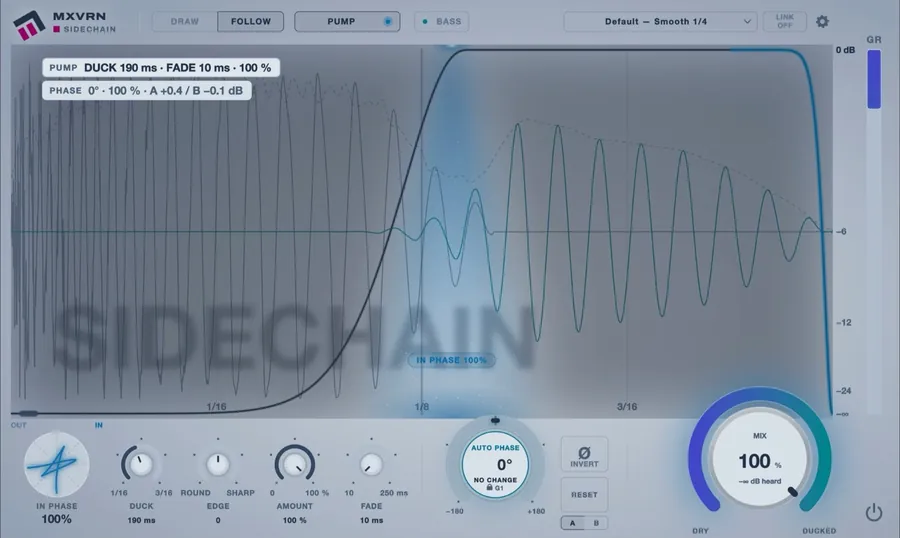 MXVRN
SIDECHAIN
DRAW
FOLLOW
PUMP
BASS
Default — Smooth 1/4
LINK
OFF
GR
PUMP DUCK 190 ms · FADE 10 ms · 100 %
PHASE 0° · 100 % · A +0.4 / B −0.1 dB
0 dB
−6
−12
−24
−∞
SIDECHAIN
IN PHASE 100%
1/16
1/8
3/16
OUT
IN
IN PHASE
100%
1/16 3/16
DUCK
190 ms
ROUND SHARP
EDGE
0
0 100 %
AMOUNT
100 %
10 250 ms
FADE
10 ms
AUTO PHASE
0°
NO CHANGE
G1
−180 +180
Ø
INVERT
RESET
A B
MIX
100 %
−∞ dB heard
DRY DUCKED